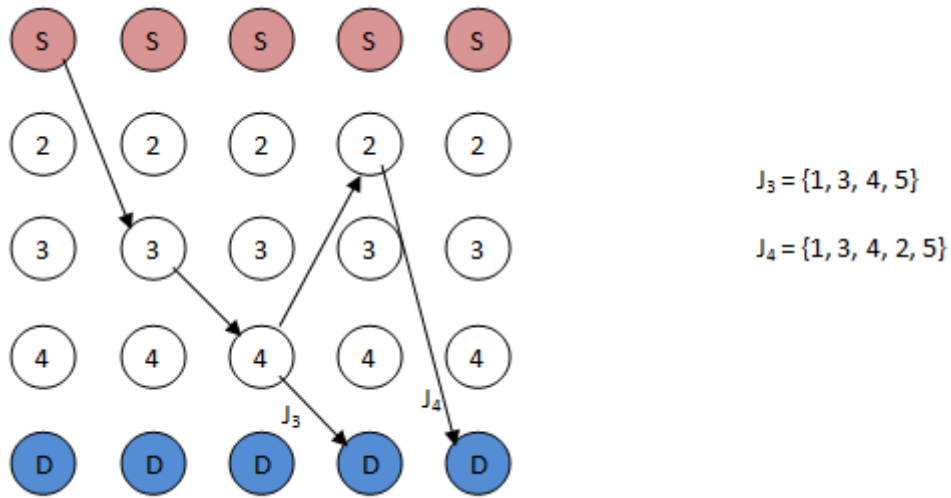 S S S S S
2 2 2 2 2
J₃ = {1, 3, 4, 5}
3 3 3 3 3
J₄ = {1, 3, 4, 2, 5}
4 4 4 4 4
J₃ J₄
D D D D D